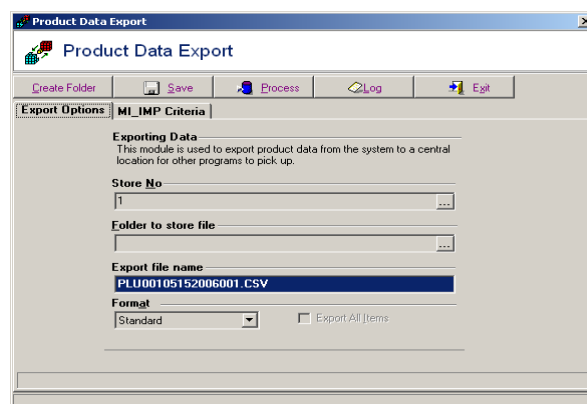 Product Data Export
Product Data Export
Create Folder Save Process Log Exit
Export Options MI_IMP Criteria
Exporting Data
This module is used to export product data from the system to a central
location for other programs to pick up.
Store No
1
...
Folder to store file
...
Export file name
PLU00105152006001.CSV
Format
Standard Export All Items